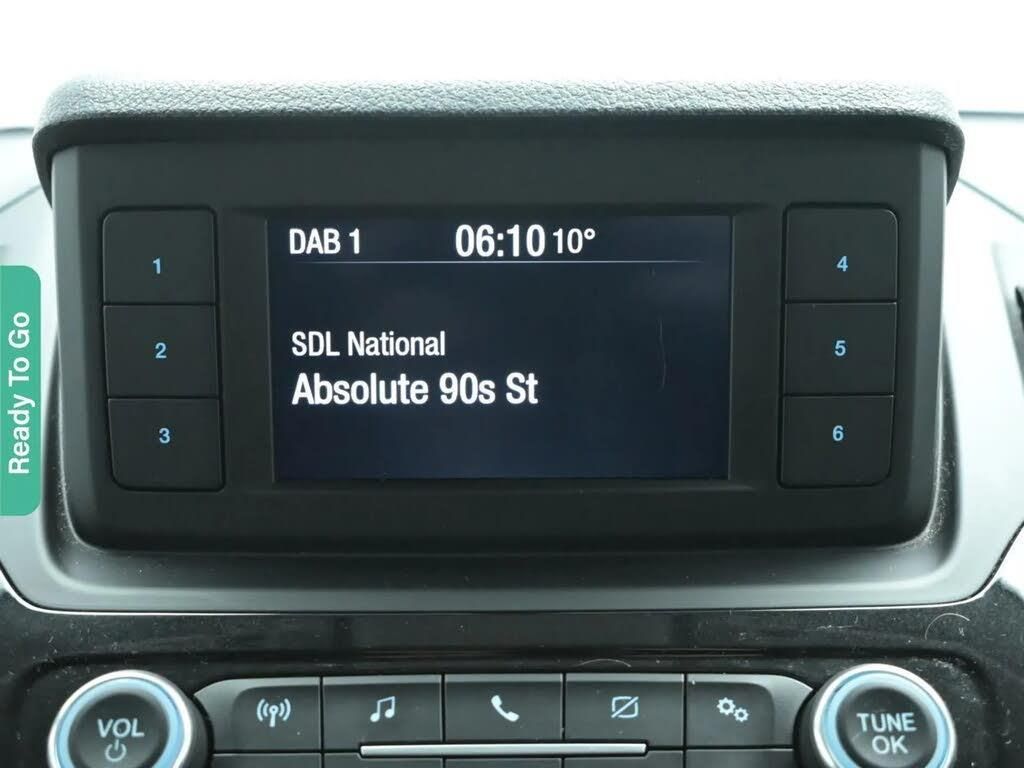 DAB 1 06:10 10°
SDL National
Absolute 90s St
1
2
3
4
5
6
Ready To Go
VOL
TUNE
OK